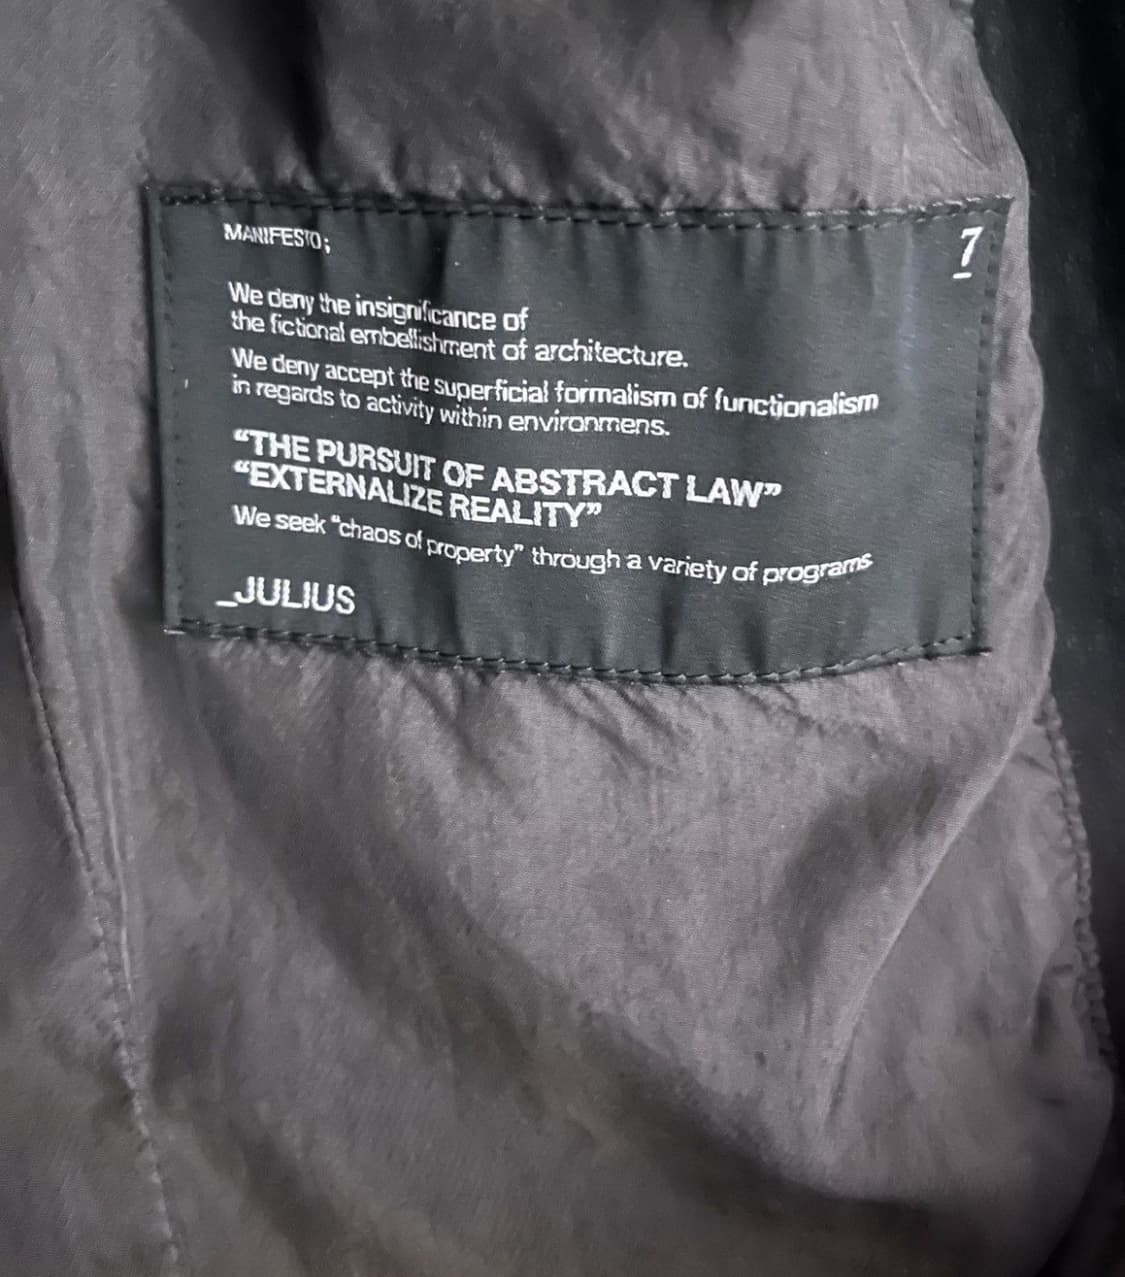 MANIFESTO;
7
We deny the insignificance of
the fictional embellishment of architecture.
We deny accept the superficial formalism of functionalism
in regards to activity within environmens.
“THE PURSUIT OF ABSTRACT LAW”
“EXTERNALIZE REALITY”
We seek “chaos of property” through a variety of programs
_JULIUS